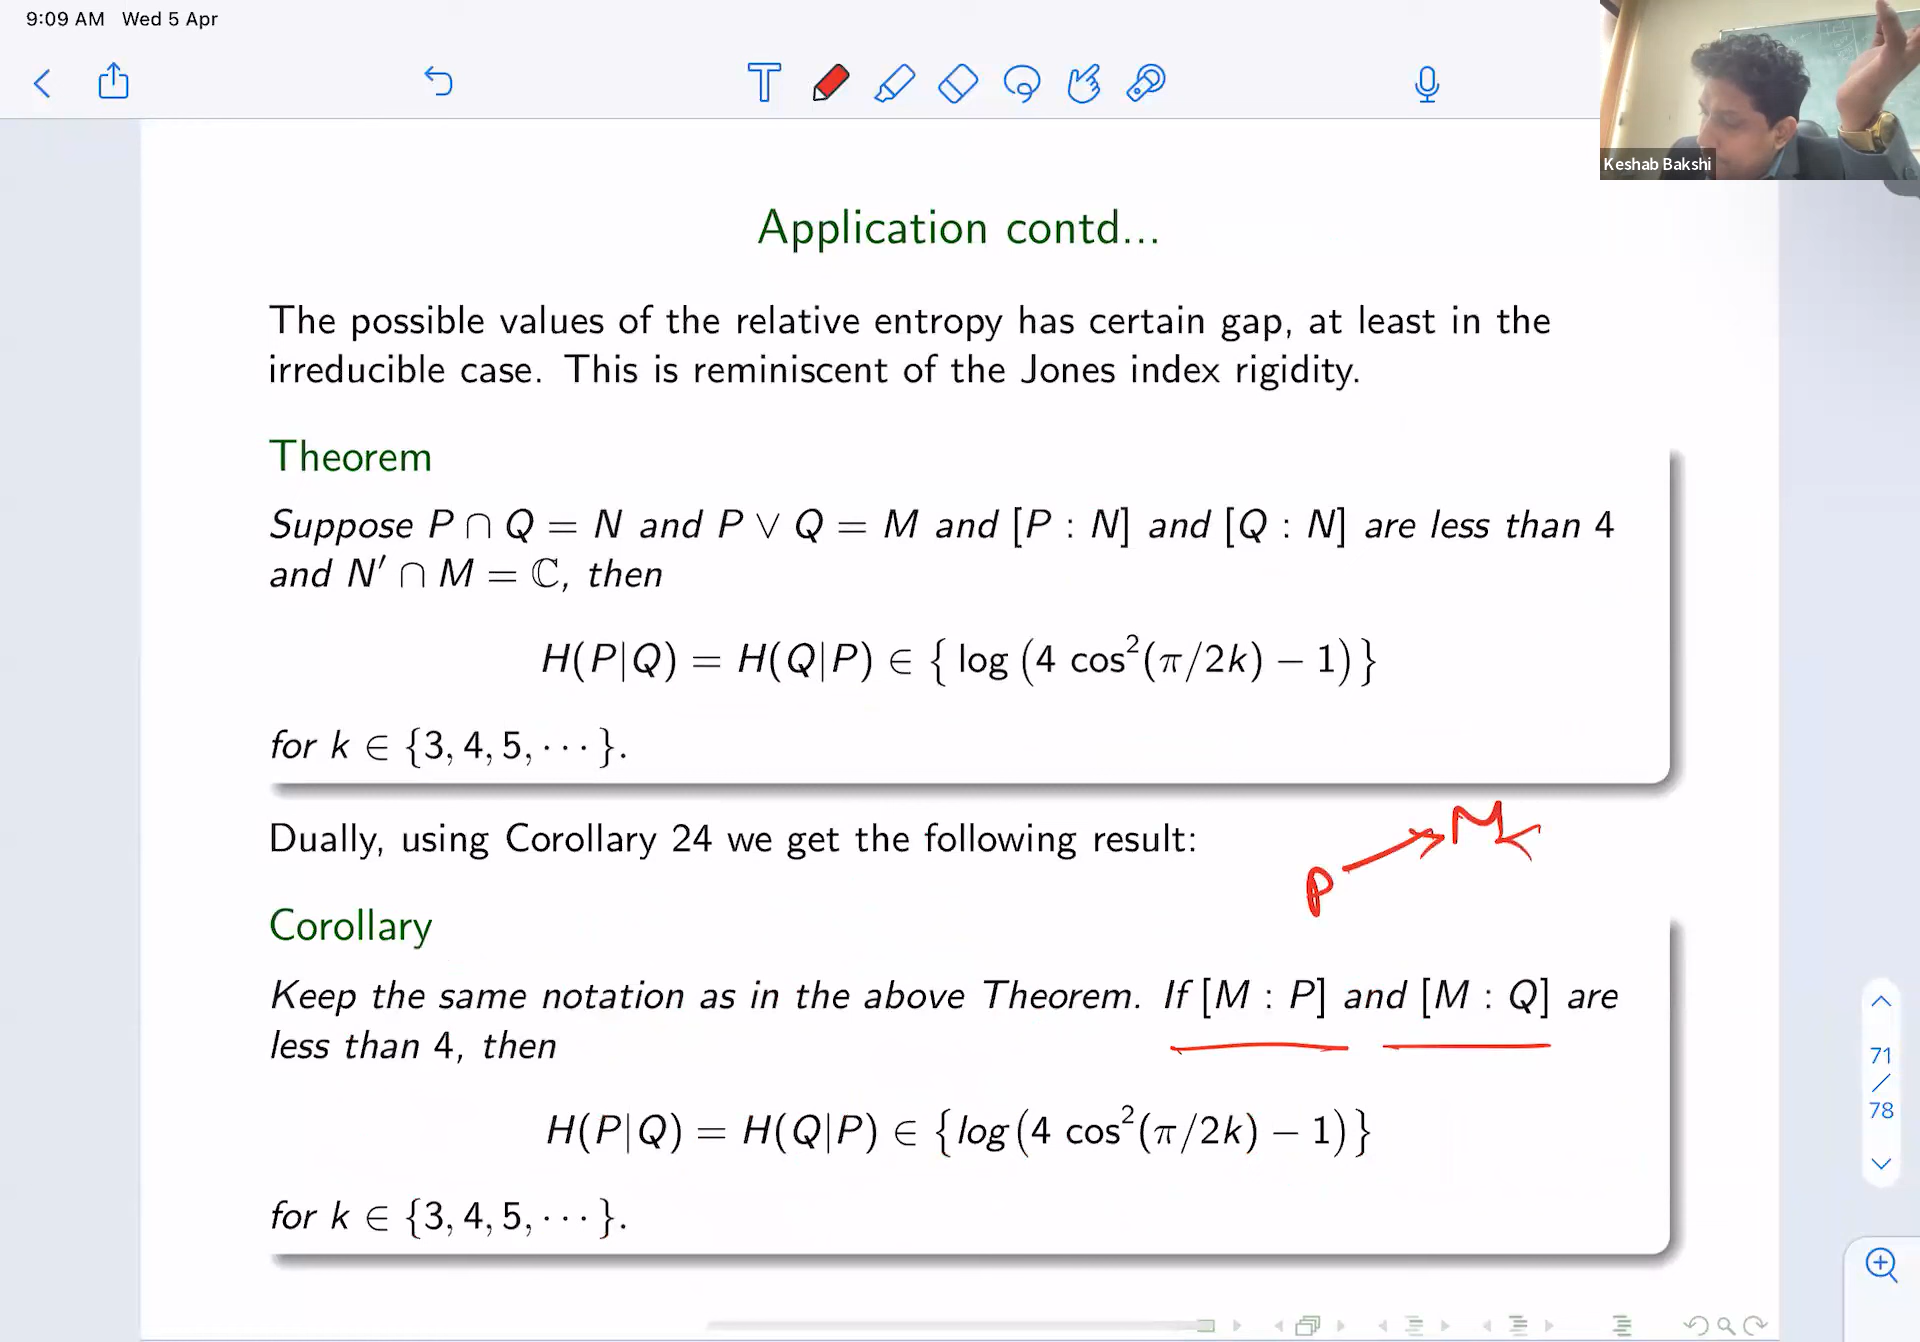 9:09 AM Wed 5 Apr
Keshab Bakshi
Application contd...
The possible values of the relative entropy has certain gap, at least in the
irreducible case. This is reminiscent of the Jones index rigidity.
Theorem
Suppose P ∩ Q = N and P ∨ Q = M and [P : N] and [Q : N] are less than 4
and N′ ∩ M = ℂ, then
H(P|Q) = H(Q|P) ∈ { log (4 cos²(π/2k) − 1)}
for k ∈ {3, 4, 5, ⋯ }.
Dually, using Corollary 24 we get the following result:
P → M
Corollary
Keep the same notation as in the above Theorem. If [M : P] and [M : Q] are
less than 4, then
H(P|Q) = H(Q|P) ∈ {log(4 cos²(π/2k) − 1)}
for k ∈ {3, 4, 5, ⋯ }.
71
/
78